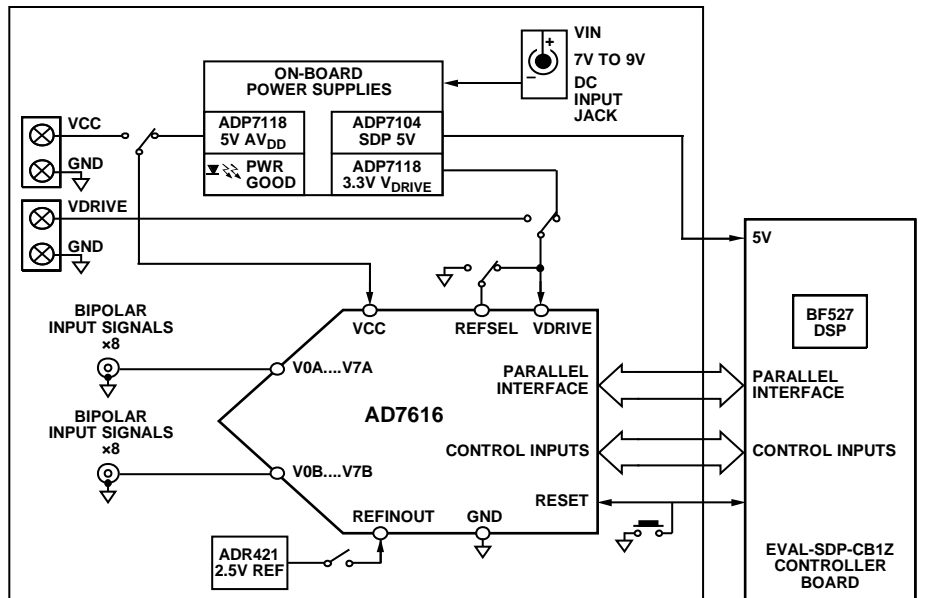 VIN
+
7V TO 9V
–
DC
INPUT
JACK
ON-BOARD
POWER SUPPLIES
ADP7118
5V AVDD
ADP7104
SDP 5V
PWR
GOOD
ADP7118
3.3V VDRIVE
VCC
GND
VDRIVE
GND
5V
BF527
DSP
BIPOLAR
INPUT SIGNALS
×8
VCC
REFSEL
VDRIVE
V0A....V7A
PARALLEL
INTERFACE
PARALLEL
INTERFACE
AD7616
BIPOLAR
INPUT SIGNALS
×8
CONTROL INPUTS
CONTROL INPUTS
V0B....V7B
RESET
REFINOUT
GND
ADR421
2.5V REF
EVAL-SDP-CB1Z
CONTROLLER
BOARD